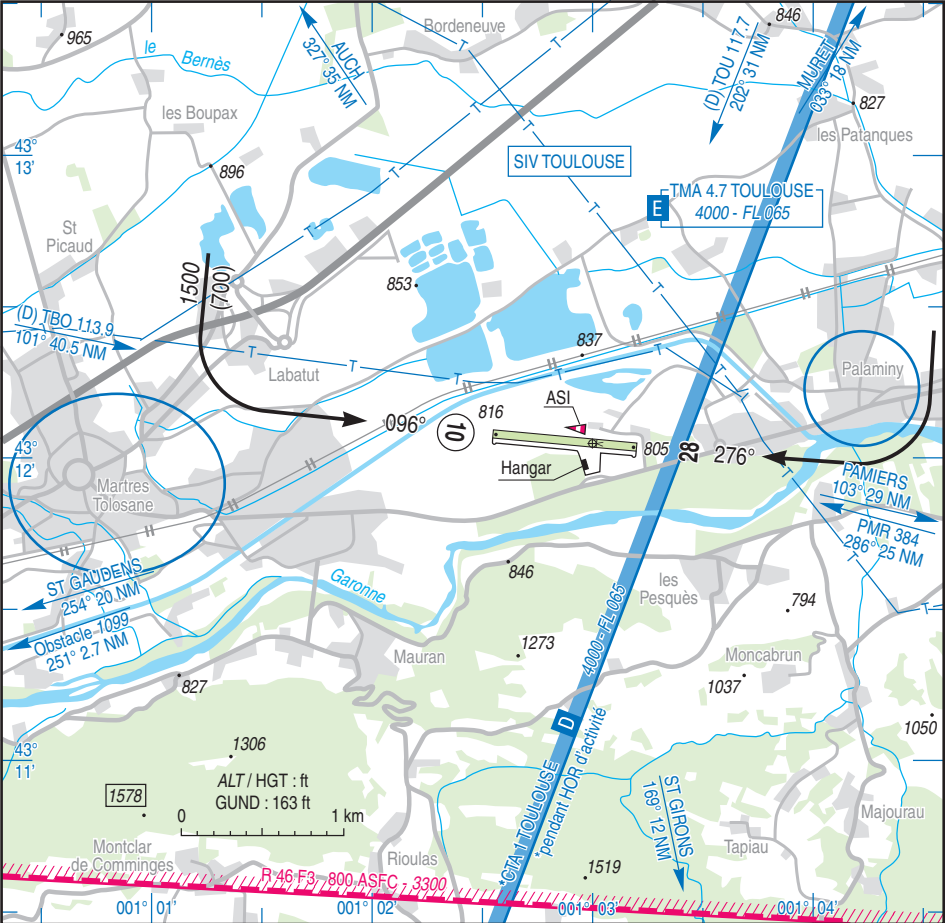 965
le
Bernès
AUCH
327° 35 NM
Bordeneuve
T
846
(D) TOU 117.7
202° 31 NM
MURET
033° 18 NM
les Boupax
827
les Patanques
43°
13'
896
SIV TOULOUSE
E
TMA 4.7 TOULOUSE
4000 - FL 065
St
Picaud
1500
(700)
853
(D) TBO 113.9
101° 40.5 NM
837
Labatut
Palaminy
096°
10
816
ASI
805
28
276°
43°
12'
Hangar
Martres
Tolosane
PAMIERS
103° 29 NM
PMR 384
286° 25 NM
ST GAUDENS
254° 20 NM
Garonne
846
les
Pesquès
794
Obstacle 1099
251° 2.7 NM
Mauran
1273
4000 - FL 065
Moncabrun
827
1037
1050
43°
11'
1306
D
ALT / HGT : ft
GUND : 163 ft
1578
0 1 km
*CTA 1 TOULOUSE
*pendant HOR d'activité
ST GIRONS
169° 12 NM
Majourau
Montclar
de Comminges
Rioulas
Tapiau
1519
R 46 F3 800 ASFC - 3300
001° 01'
001° 02'
001° 03'
001° 04'